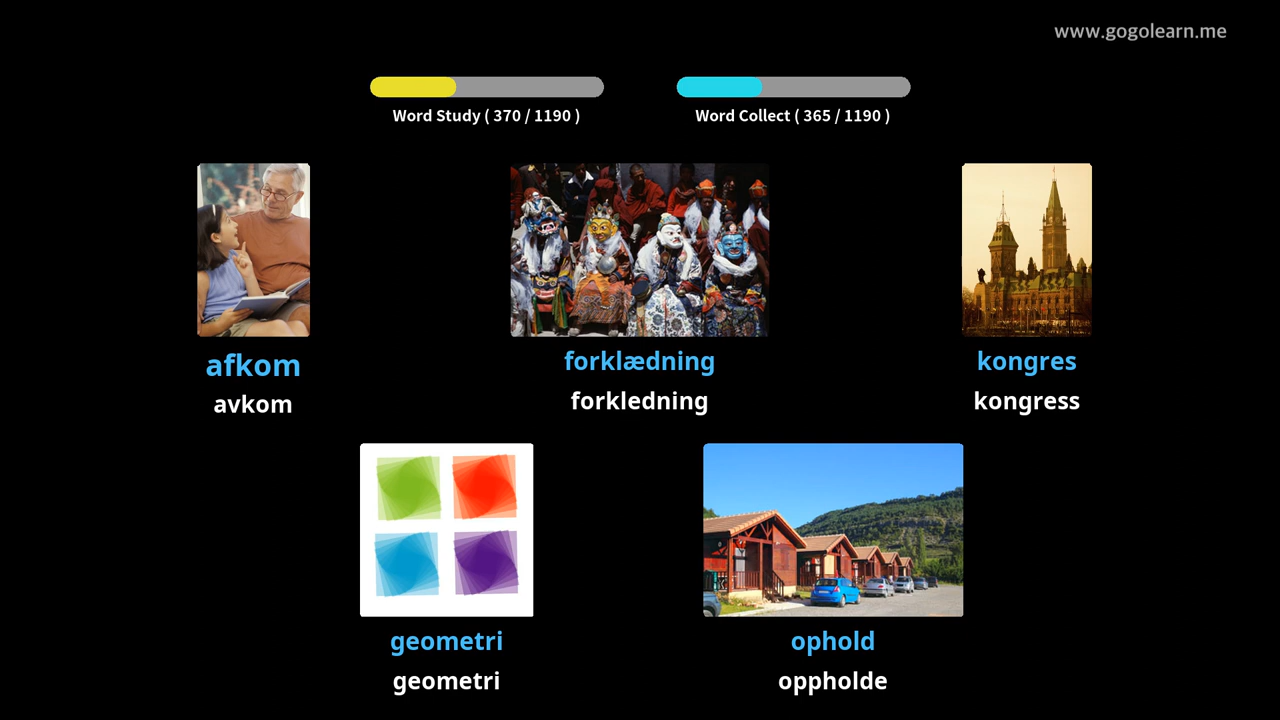 www.gogolearn.me
Word Study ( 370 / 1190 )
Word Collect ( 365 / 1190 )
afkom
avkom
forklædning
forkledning
kongres
kongress
geometri
geometri
ophold
oppholde